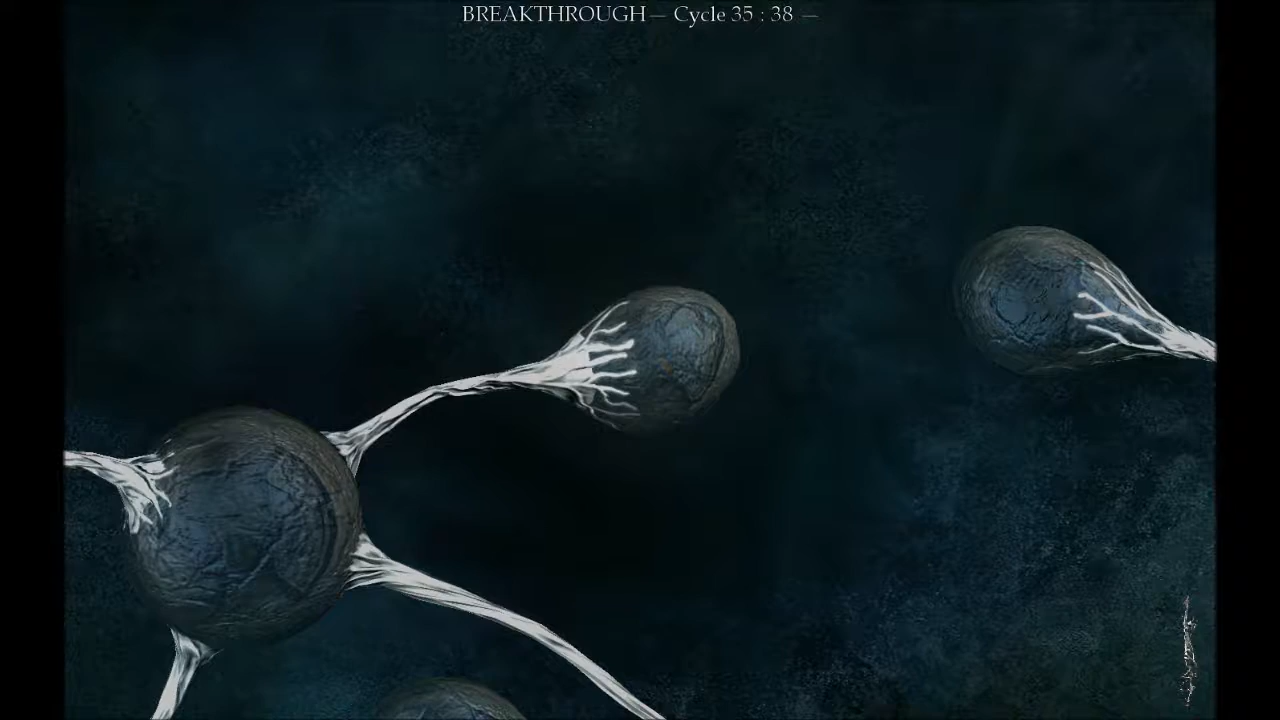 BREAKTHROUGH — Cycle 35 : 38 —